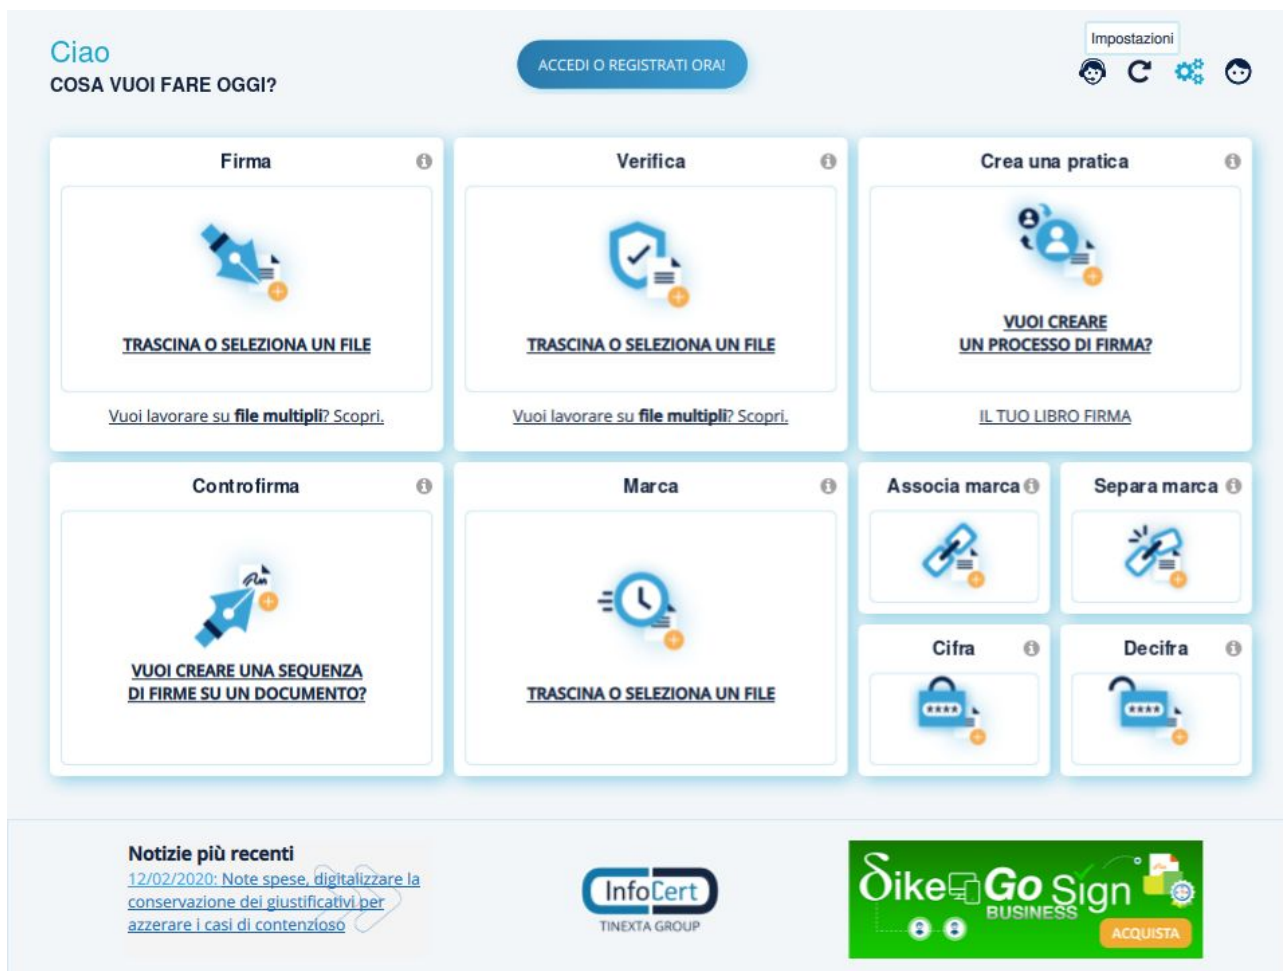 Ciao
COSA VUOI FARE OGGI?
ACCEDI O REGISTRATI ORA!
Impostazioni
Firma
TRASCINA O SELEZIONA UN FILE
Vuoi lavorare su file multipli? Scopri.
Verifica
TRASCINA O SELEZIONA UN FILE
Vuoi lavorare su file multipli? Scopri.
Crea una pratica
VUOI CREARE
UN PROCESSO DI FIRMA?
IL TUO LIBRO FIRMA
Controfirma
VUOI CREARE UNA SEQUENZA
DI FIRME SU UN DOCUMENTO?
Marca
TRASCINA O SELEZIONA UN FILE
Associa marca
Separa marca
Cifra
****
Decifra
****
Notizie più recenti
12/02/2020: Note spese, digitalizzare la
conservazione dei giustificativi per
azzerare i casi di contenzioso
InfoCert
TINEXTA GROUP
Dike Go Sign
BUSINESS
ACQUISTA